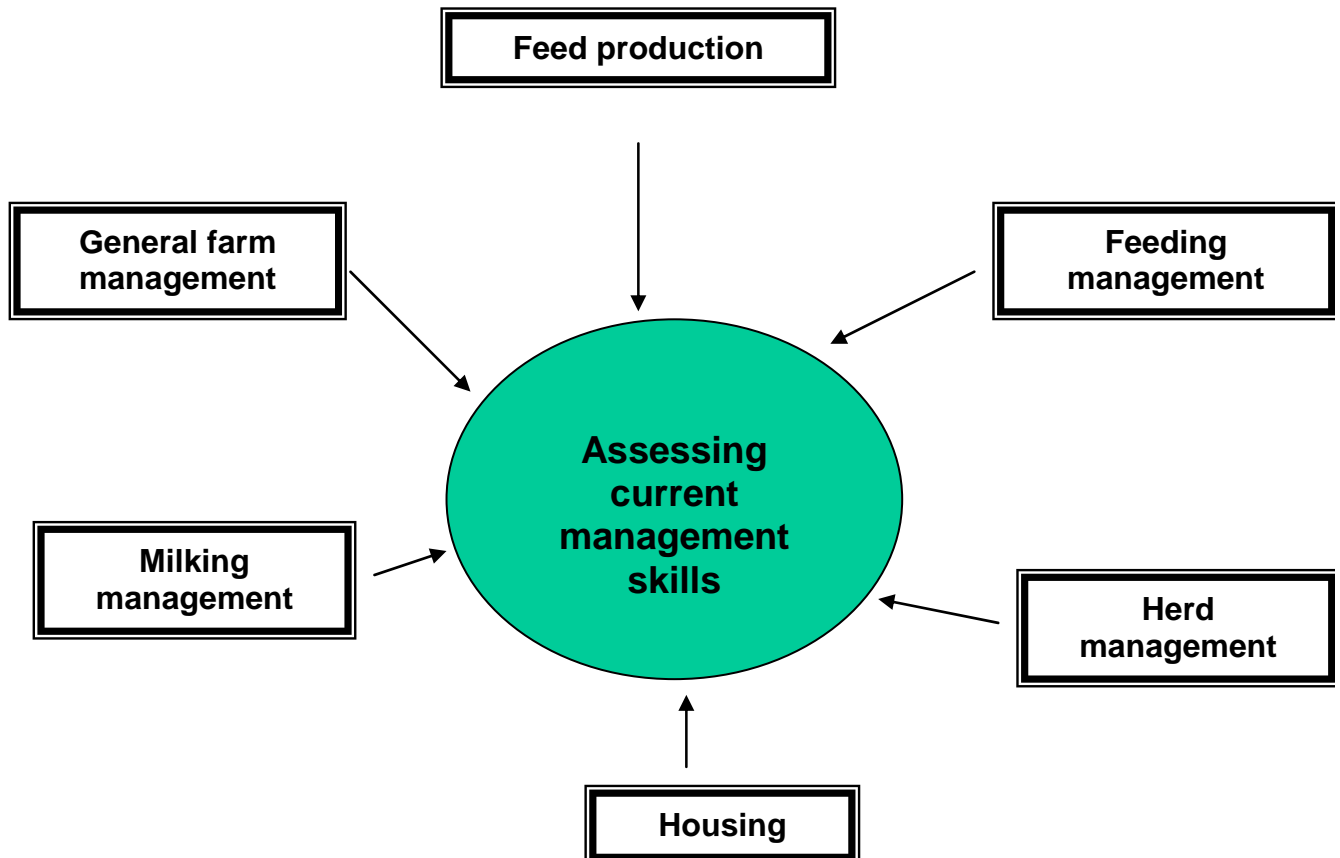 Feed production
General farm
management
Feeding
management
Assessing
current
management
skills
Milking
management
Herd
management
Housing